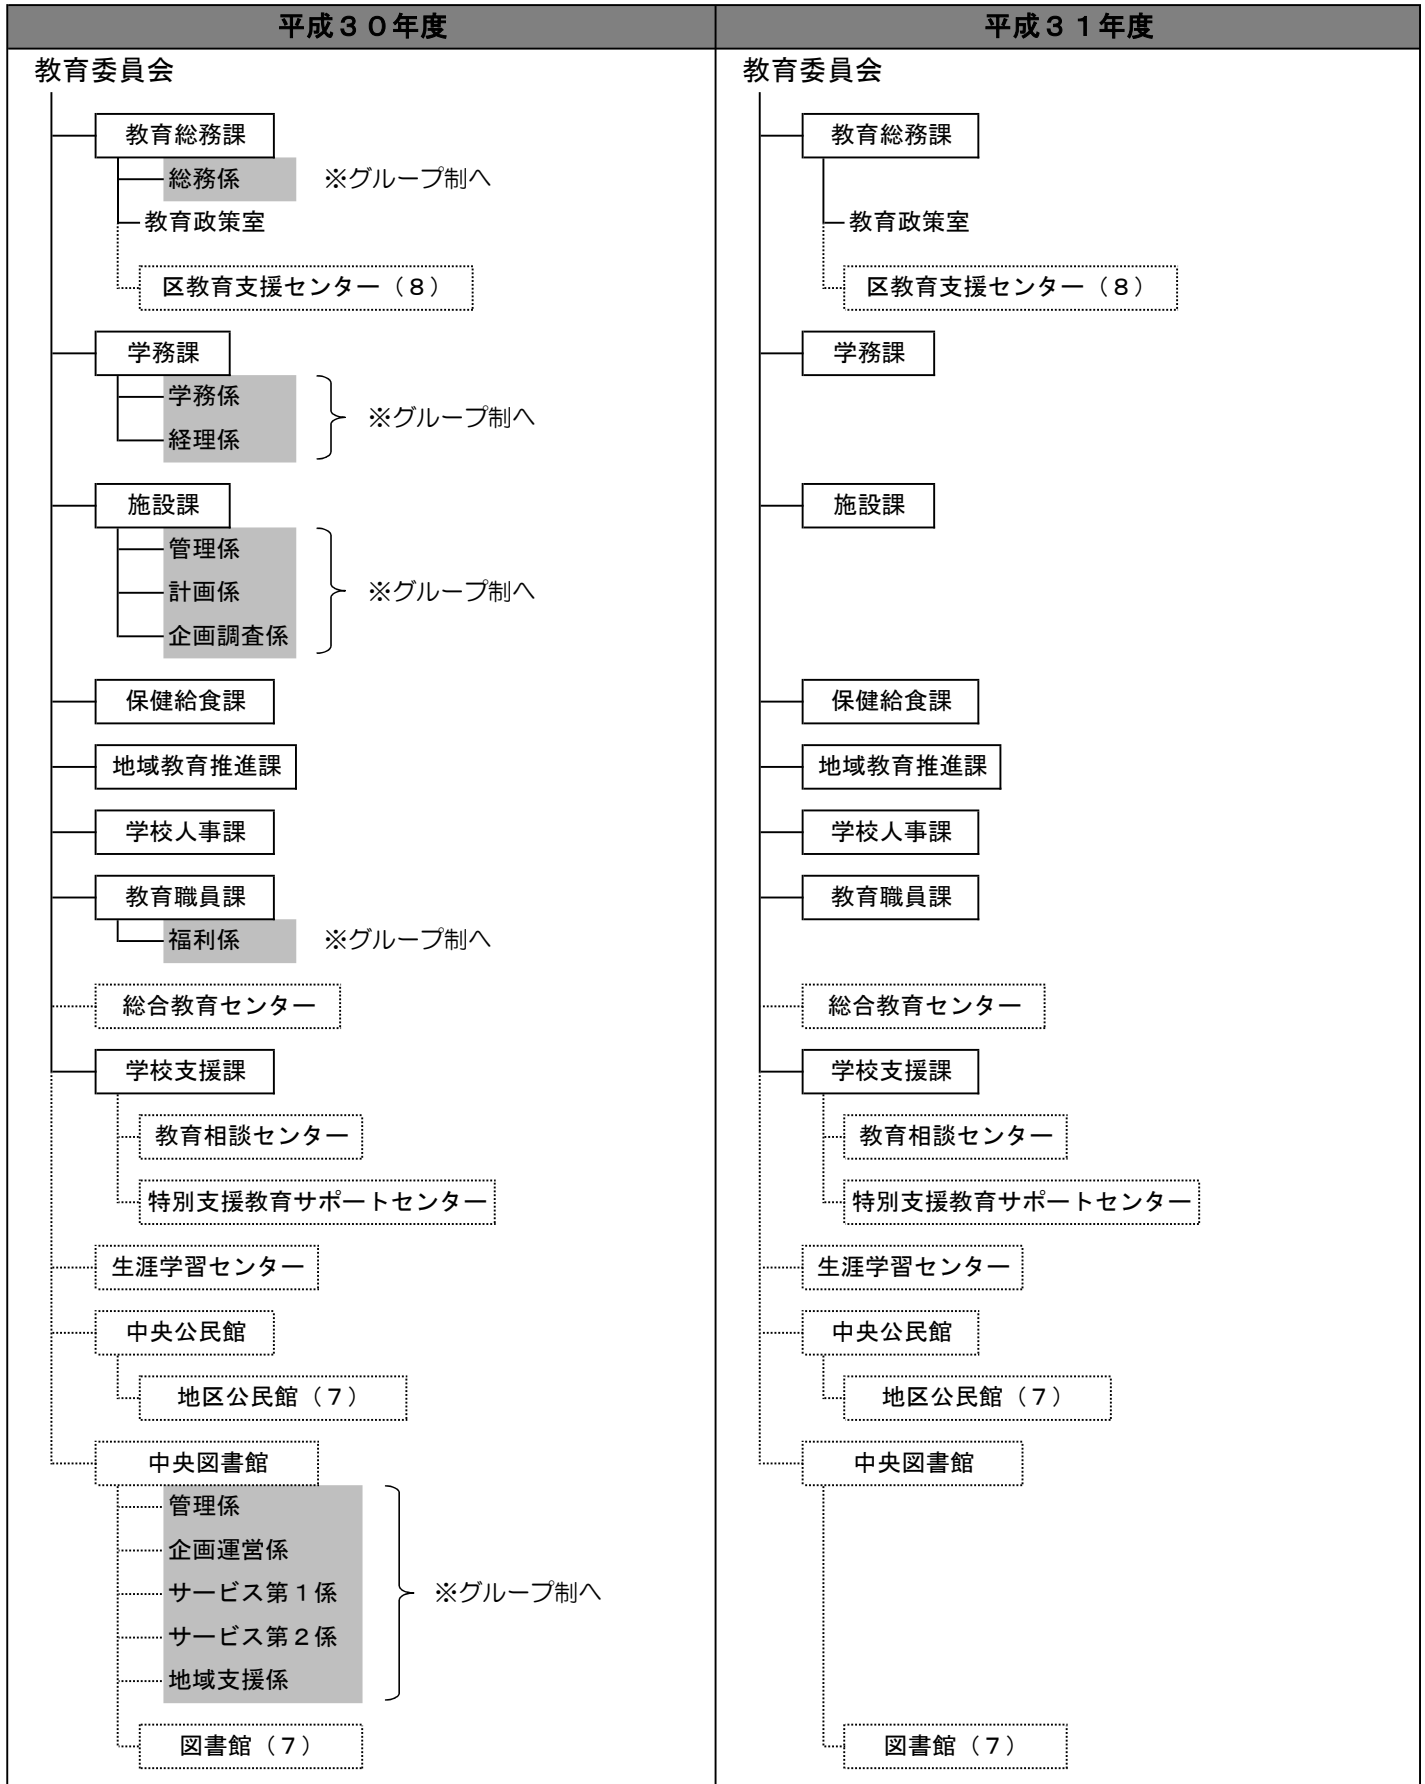 平成３０年度
教育委員会
教育総務課
総務係 ※グループ制へ
教育政策室
区教育支援センター（８）
学務課
学務係
経理係
※グループ制へ
施設課
管理係
計画係
企画調査係
※グループ制へ
保健給食課
地域教育推進課
学校人事課
教育職員課
福利係 ※グループ制へ
総合教育センター
学校支援課
教育相談センター
特別支援教育サポートセンター
生涯学習センター
中央公民館
地区公民館（７）
中央図書館
管理係
企画運営係
サービス第１係
サービス第２係
地域支援係
※グループ制へ
図書館（７）
平成３１年度
教育委員会
教育総務課
教育政策室
区教育支援センター（８）
学務課
施設課
保健給食課
地域教育推進課
学校人事課
教育職員課
総合教育センター
学校支援課
教育相談センター
特別支援教育サポートセンター
生涯学習センター
中央公民館
地区公民館（７）
中央図書館
図書館（７）